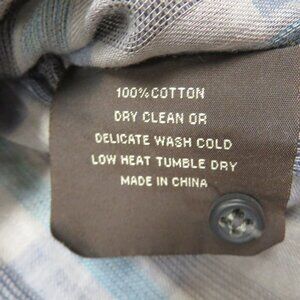 100% COTTON
DRY CLEAN OR
DELICATE WASH COLD
LOW HEAT TUMBLE DRY
MADE IN CHINA